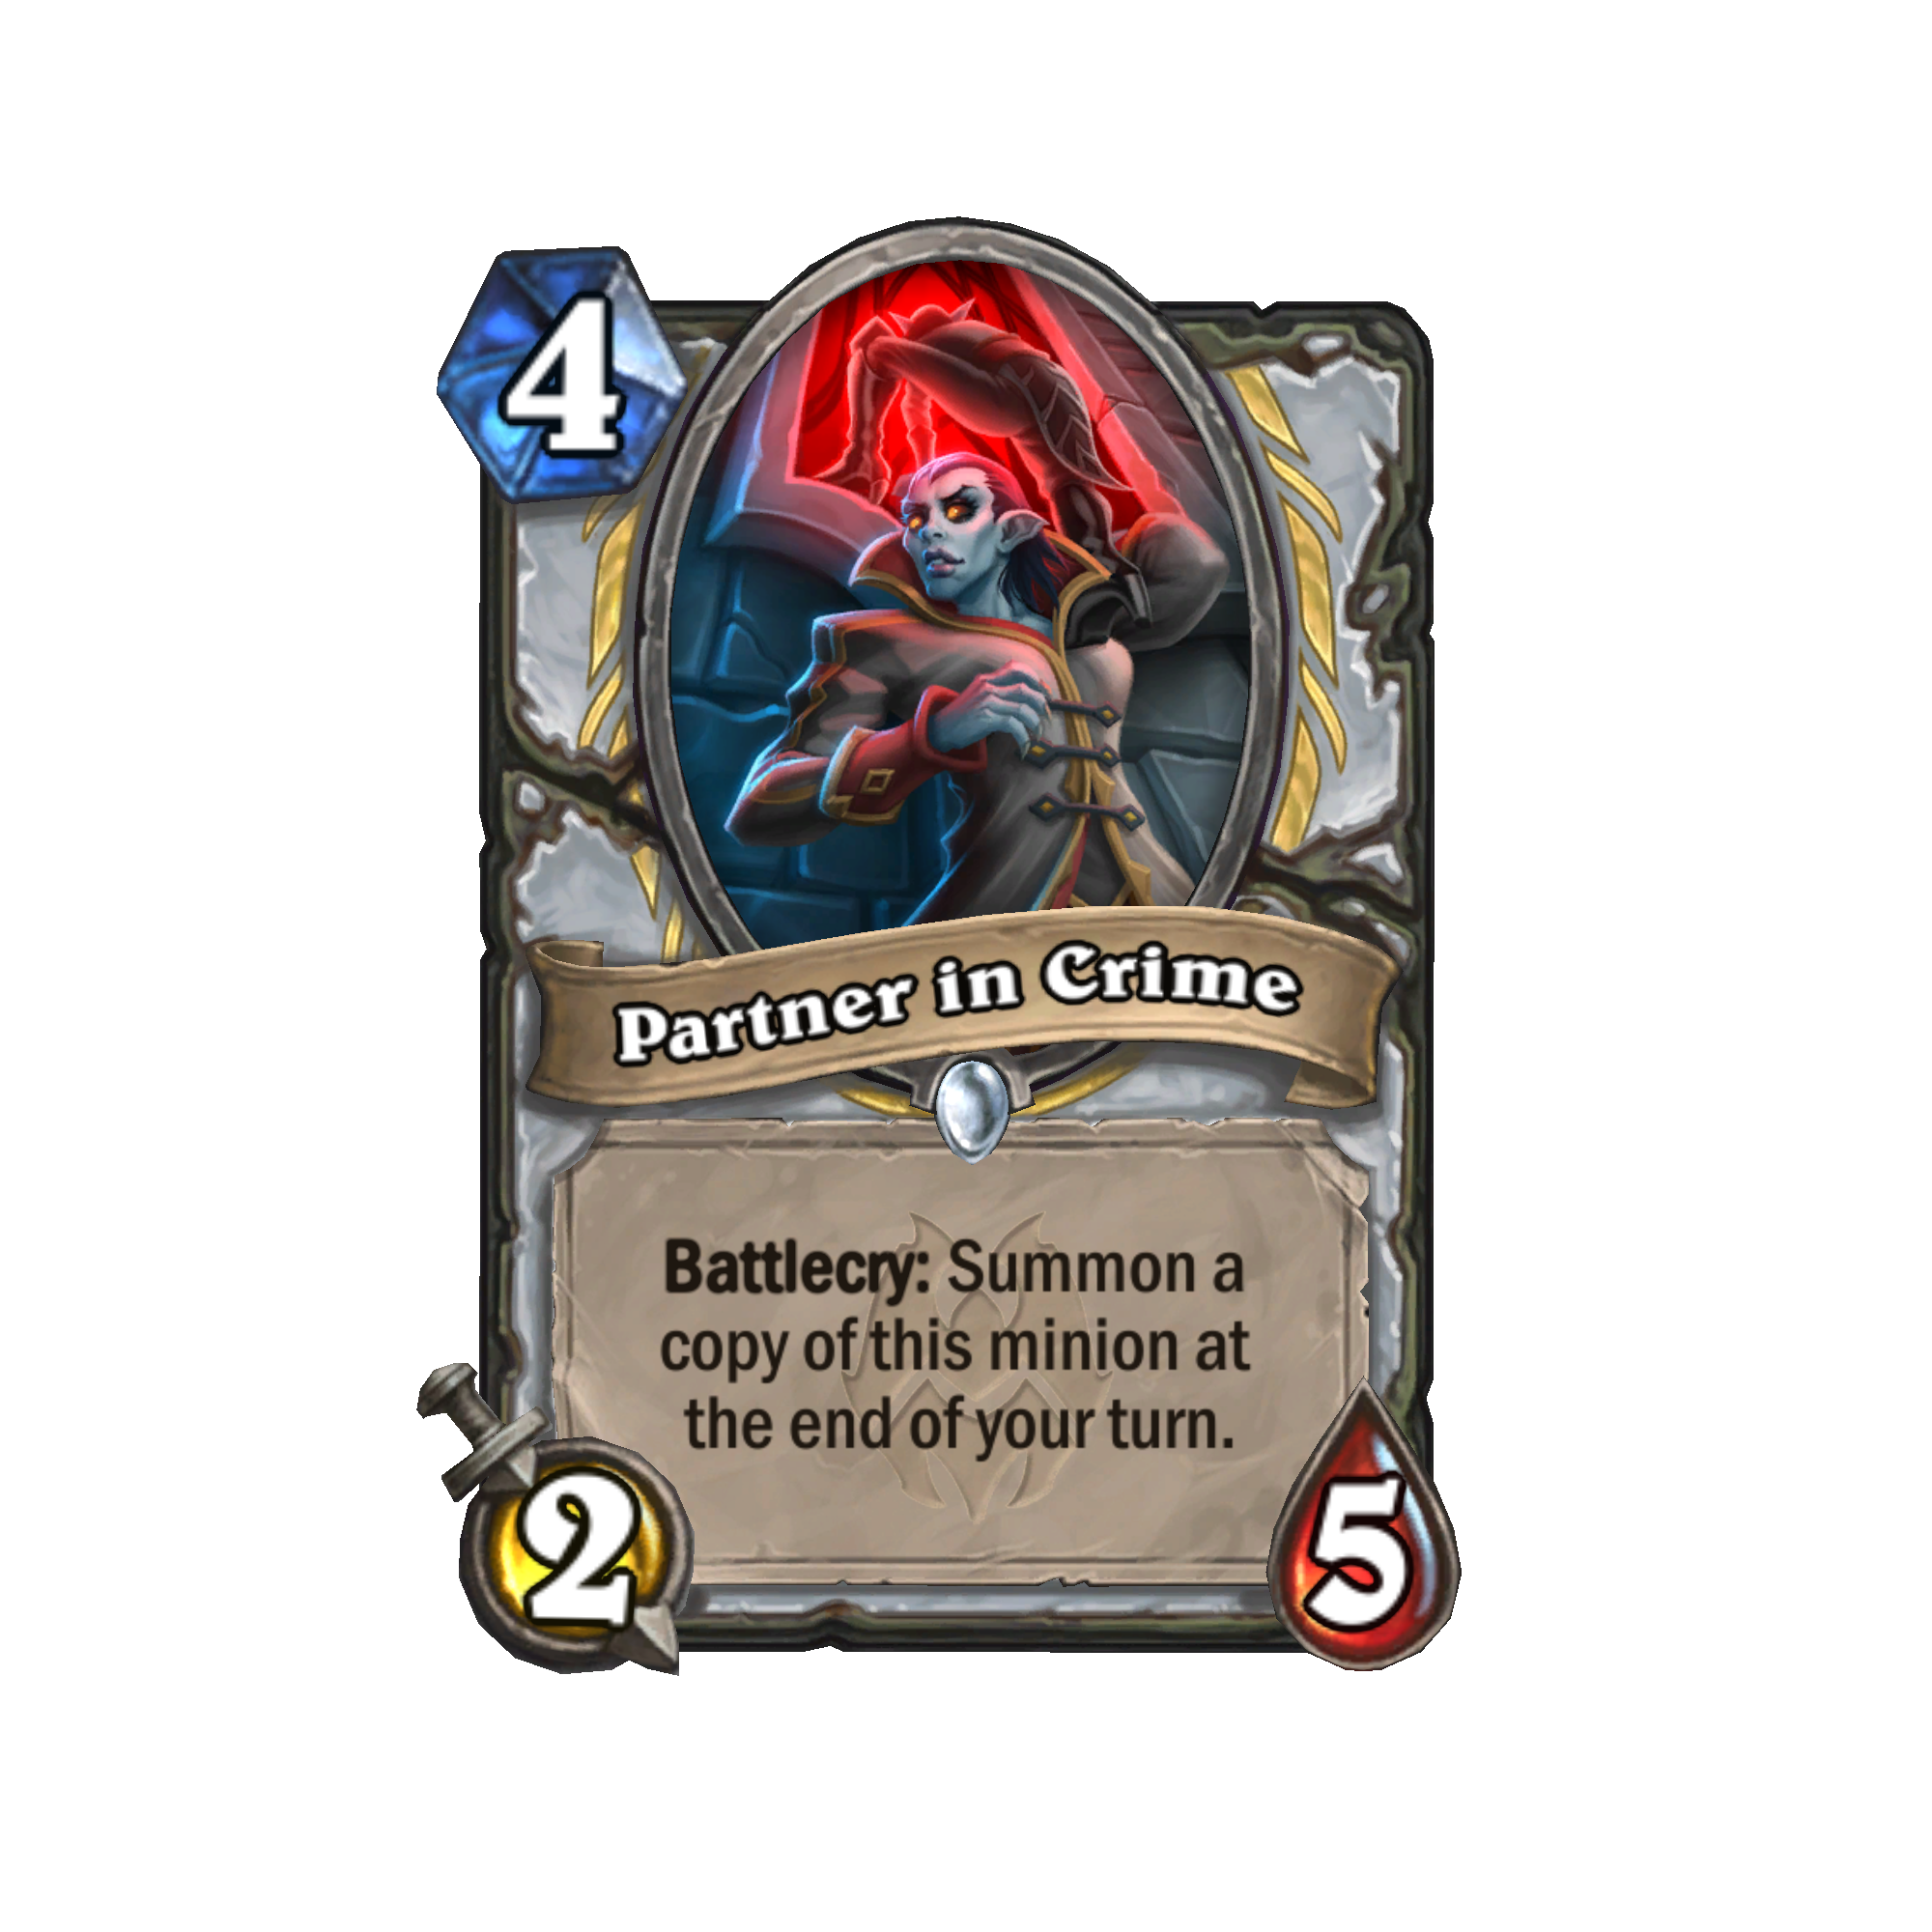 4
Partner in Crime
Battlecry: Summon a
copy of this minion at
the end of your turn.
2
5